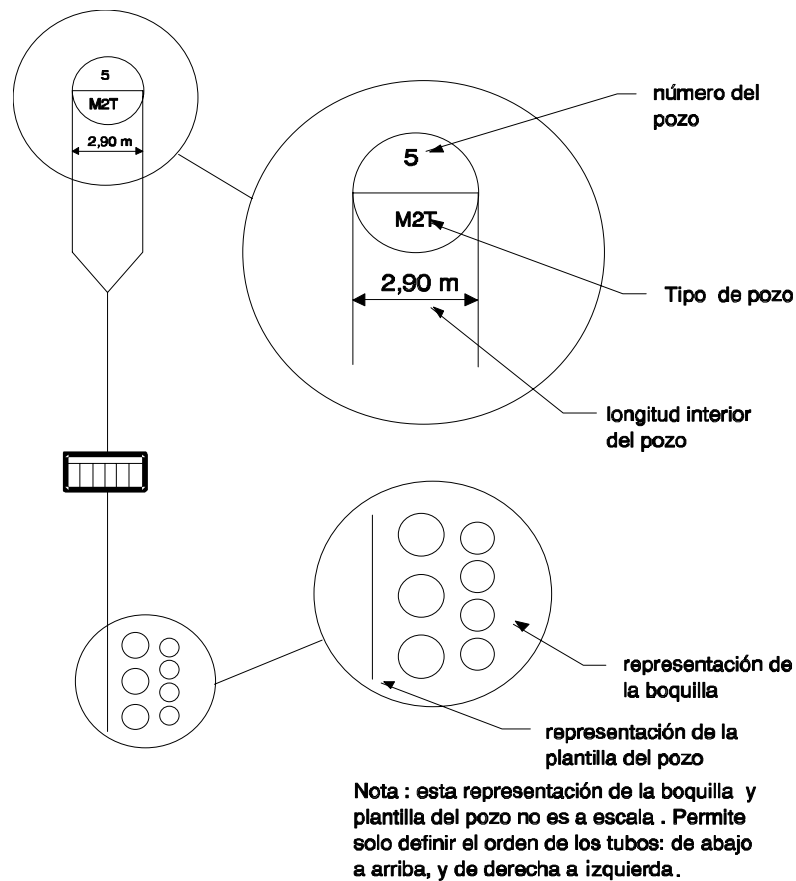 5
M2T
2,90 m
número del
pozo
5
M2T
2,90 m
Tipo de pozo
longitud interior
del pozo
representación de
la boquilla
representación de la
plantilla del pozo
Nota : esta representación de la boquilla y
plantilla del pozo no es a escala . Permite
solo definir el orden de los tubos: de abajo
a arriba, y de derecha a izquierda.